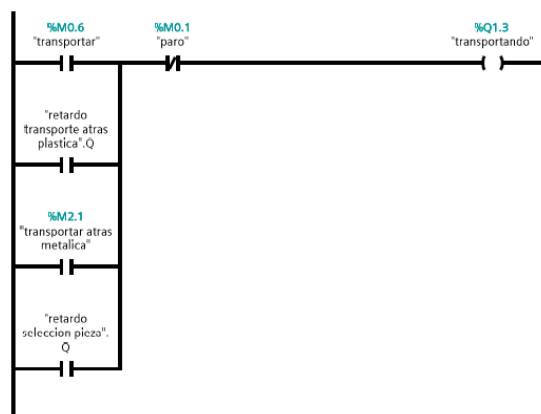 %M0.6
"transportar"
%M0.1
"paro"
%Q1.3
"transportando"
"retardo
transporte atras
plastica".Q
%M2.1
"transportar atras
metalica"
"retardo
seleccion pieza".
Q